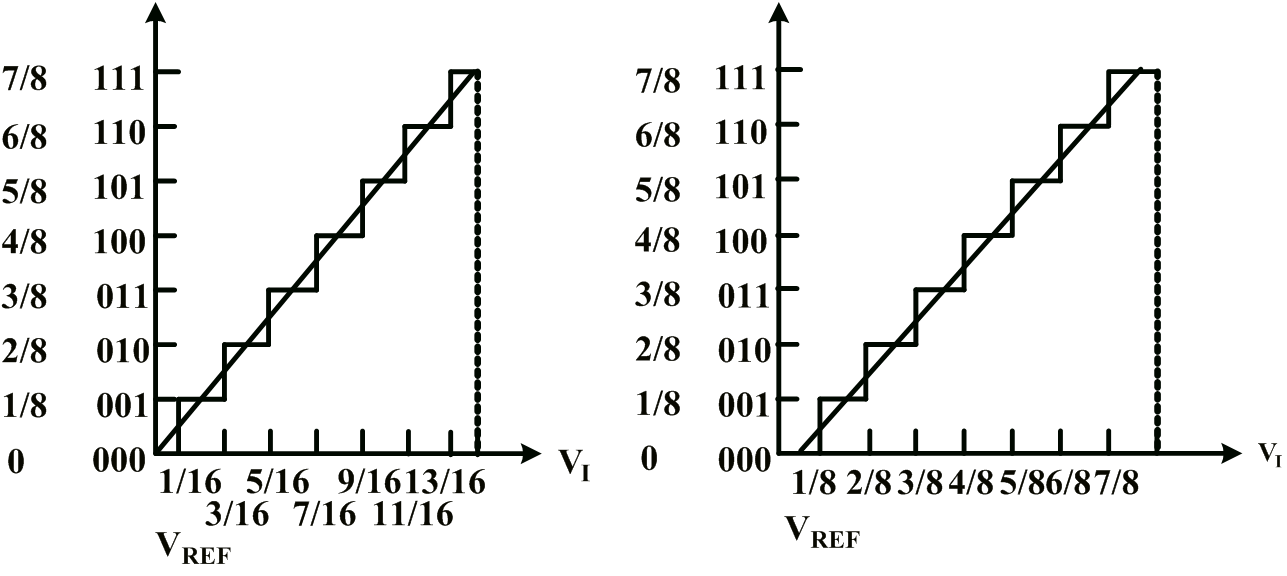 7/8 111
6/8 110
5/8 101
4/8 100
3/8 011
2/8 010
1/8 001
0 000
1/16 5/16 9/16 13/16
3/16 7/16 11/16
V_I
V_REF
7/8 111
6/8 110
5/8 101
4/8 100
3/8 011
2/8 010
1/8 001
0 000
1/8 2/8 3/8 4/8 5/8 6/8 7/8
V_I
V_REF